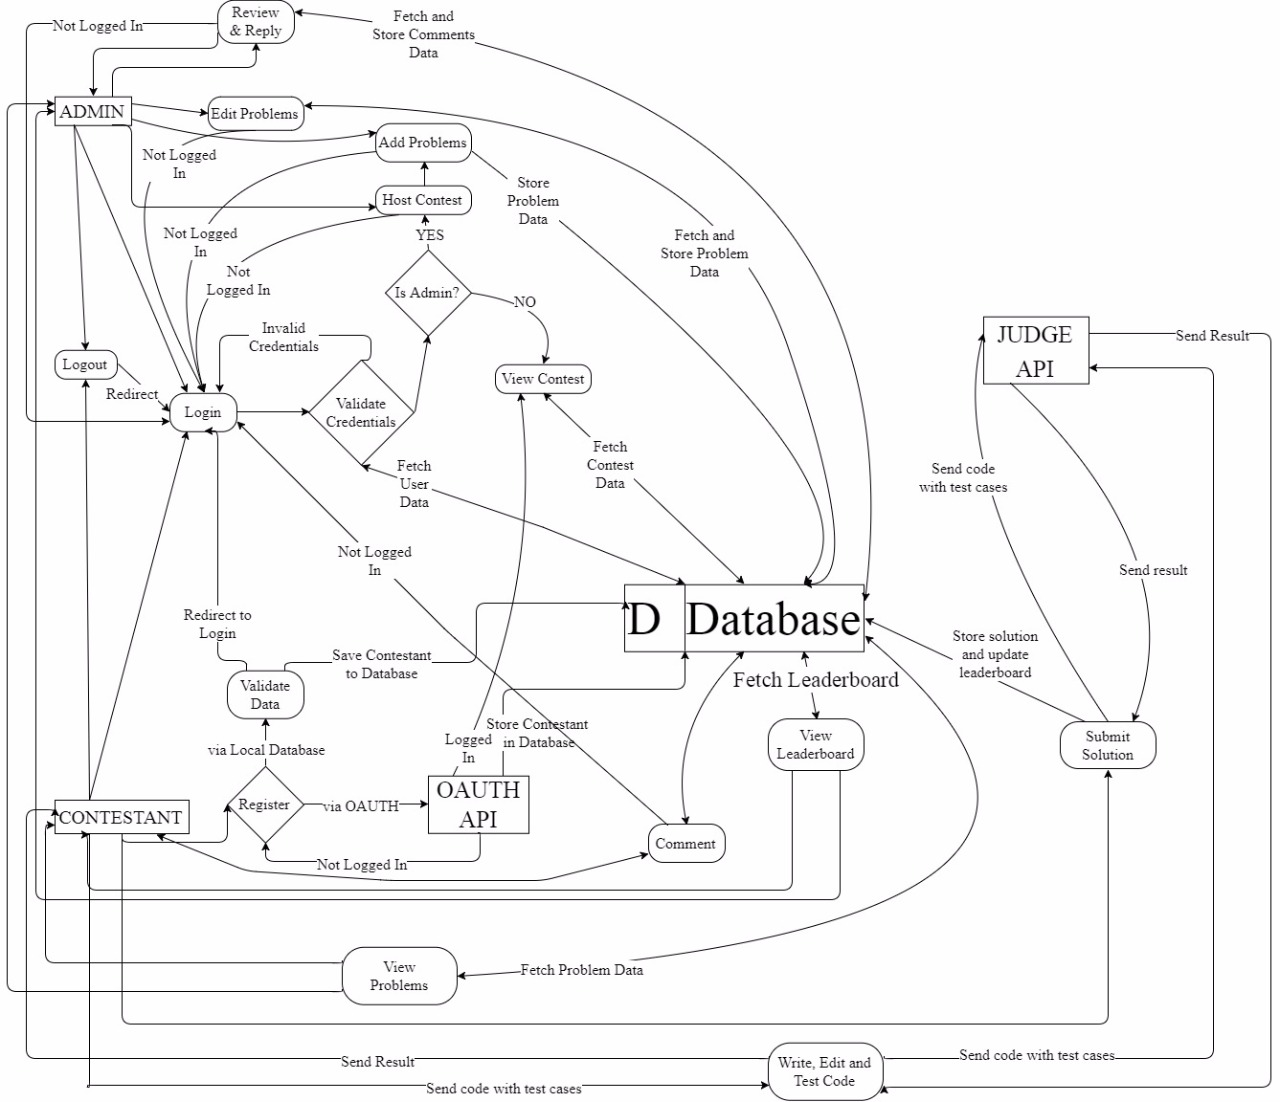 Not Logged In
Review
& Reply
Fetch and
Store Comments
Data
ADMIN
Edit Problems
Add Problems
Not Logged
In
Store
Problem
Data
Host Contest
Not Logged
In
YES
Fetch and
Store Problem
Data
Not
Logged In
Is Admin?
NO
Invalid
Credentials
JUDGE
API
Send Result
Logout
Redirect
View Contest
Login
Validate
Credentials
Fetch
User
Data
Fetch
Contest
Data
Send code
with test cases
Not Logged
In
Send result
D
Database
Redirect to
Login
Save Contestant
to Database
Store solution
and update
leaderboard
Validate
Data
Fetch Leaderboard
via Local Database
Logged
In
Store Contestant
in Database
View
Leaderboard
Submit
Solution
CONTESTANT
Register
via OAUTH
OAUTH
API
Comment
Not Logged In
View
Problems
Fetch Problem Data
Send Result
Write, Edit and
Test Code
Send code with test cases
Send code with test cases